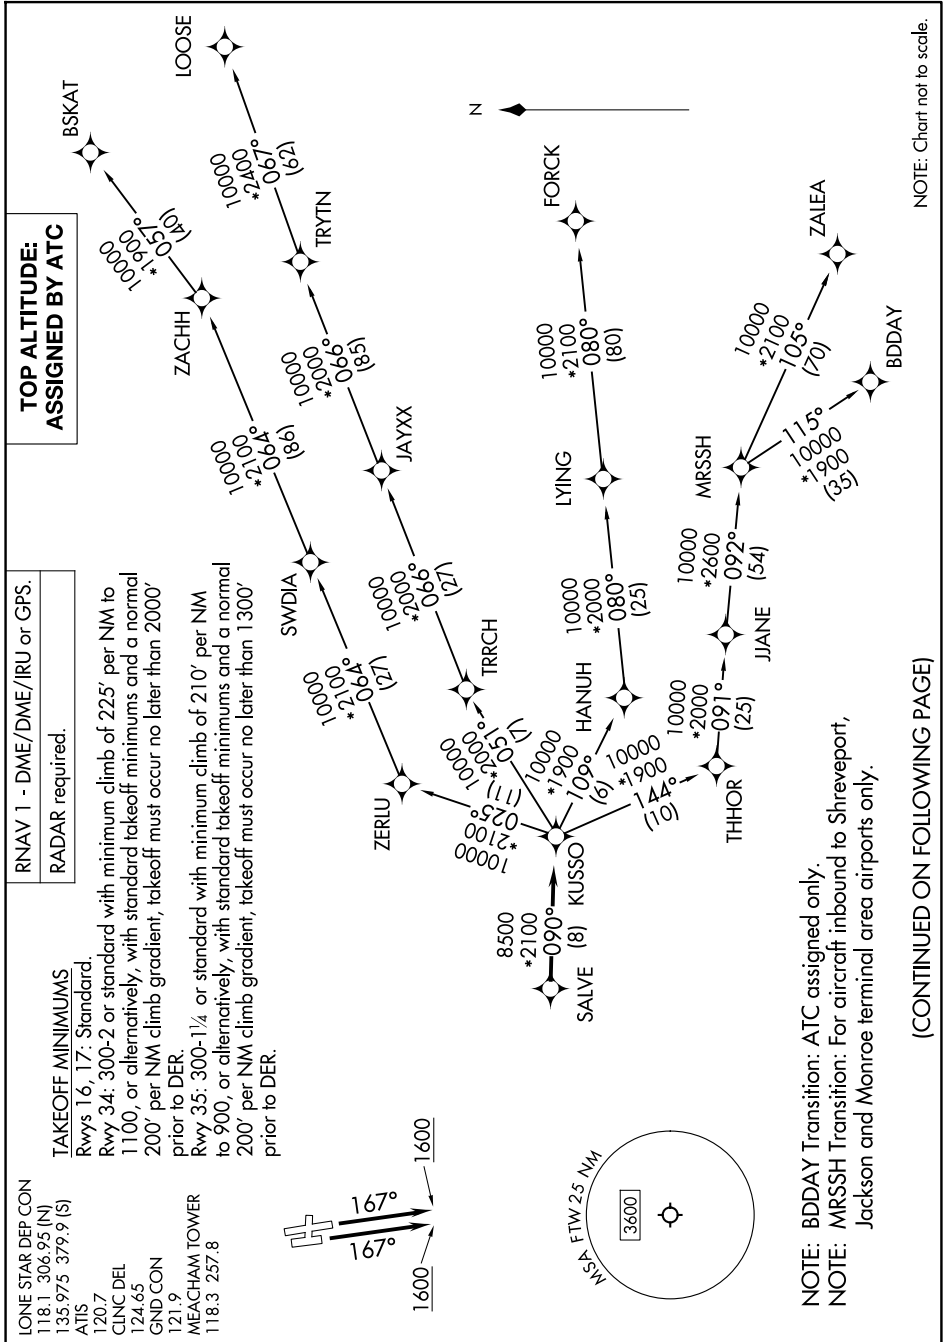 LONE STAR DEP CON
118.1 306.95 (N)
135.975 379.9 (S)
ATIS
120.7
CLNC DEL
124.65
GND CON
121.9
MEACHAM TOWER
118.3 257.8
TAKEOFF MINIMUMS
Rwys 16, 17: Standard.
Rwy 34: 300-2 or standard with minimum climb of 225' per NM to
1100, or alternatively, with standard takeoff minimums and a normal
200' per NM climb gradient, takeoff must occur no later than 2000'
prior to DER.
Rwy 35: 300-1¼ or standard with minimum climb of 210' per NM
to 900, or alternatively, with standard takeoff minimums and a normal
200' per NM climb gradient, takeoff must occur no later than 1300'
prior to DER.
RNAV 1 - DME/DME/IRU or GPS.
RADAR required.
TOP ALTITUDE:
ASSIGNED BY ATC
BSKAT
10000
*1900
057°
(40)
ZACHH
10000
*2100
064°
(86)
SWDIA
10000
*2100
064°
(27)
ZERLU
10000
*2100
025°
(11)
LOOSE
10000
*2400
067°
(62)
TRYTN
10000
*2000
066°
(85)
JAYXX
10000
*2000
066°
(27)
TRRCH
10000
*2000
051°
(7)
N
FORCK
10000
*2100
080°
(80)
LYING
10000
*2000
080°
(25)
HANUH
10000
*1900
109°
(6)
KUSSO
8500
*2100
090°
(8)
SALVE
10000
*1900
144°
(10)
THHOR
10000
*2000
091°
(25)
JJANE
10000
*2600
092°
(54)
MRSSH
10000
*2100
105°
(70)
ZALEA
115°
10000
*1900
(35)
BDDAY
1600
167°
167°
1600
MSA FTW 25 NM
3600
NOTE: BDDAY Transition: ATC assigned only.
NOTE: MRSSH Transition: For aircraft inbound to Shreveport,
Jackson and Monroe terminal area airports only.
NOTE: Chart not to scale.
(CONTINUED ON FOLLOWING PAGE)